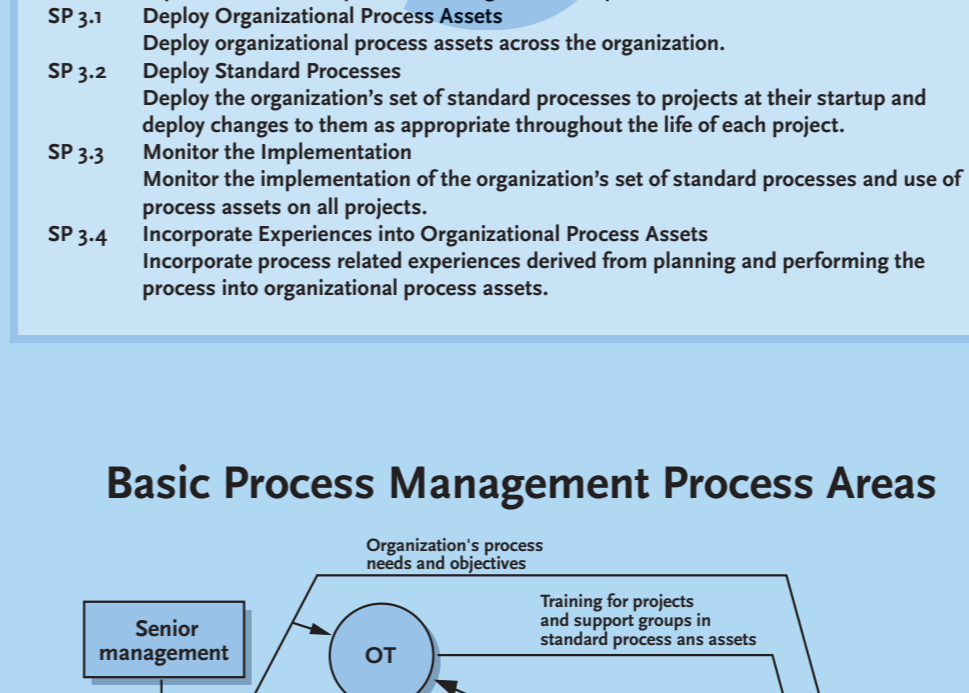 SP 3.1 Deploy Organizational Process Assets
Deploy organizational process assets across the organization.
SP 3.2 Deploy Standard Processes
Deploy the organization's set of standard processes to projects at their startup and
deploy changes to them as appropriate throughout the life of each project.
SP 3.3 Monitor the Implementation
Monitor the implementation of the organization's set of standard processes and use of
process assets on all projects.
SP 3.4 Incorporate Experiences into Organizational Process Assets
Incorporate process related experiences derived from planning and performing the
process into organizational process assets.
Basic Process Management Process Areas
Organization's process
needs and objectives
Training for projects
and support groups in
standard process ans assets
Senior
management
OT